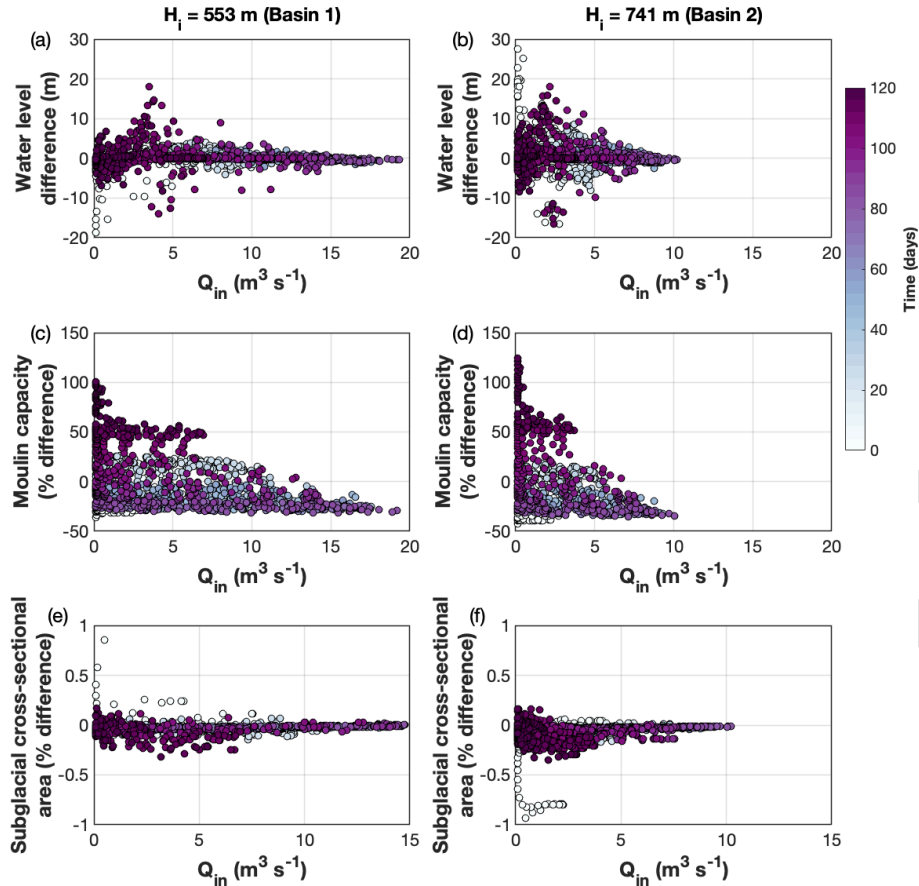 H_i = 553 m (Basin 1)
H_i = 741 m (Basin 2)
(a)
30
20
10
0
-10
-20
Water level
difference (m)
0 5 10 15 20
Q_in (m^3 s^-1)
(b)
30
20
10
0
-10
-20
Water level
difference (m)
0 5 10 15 20
Q_in (m^3 s^-1)
120
100
80
60
40
20
0
Time (days)
(c)
150
100
50
0
-50
Moulin capacity
(% difference)
0 5 10 15 20
Q_in (m^3 s^-1)
(d)
150
100
50
0
-50
Moulin capacity
(% difference)
0 5 10 15 20
Q_in (m^3 s^-1)
(e)
1
0.5
0
-0.5
-1
Subglacial cross-sectional
area (% difference)
0 5 10 15
Q_in (m^3 s^-1)
(f)
1
0.5
0
-0.5
-1
Subglacial cross-sectional
area (% difference)
0 5 10 15
Q_in (m^3 s^-1)